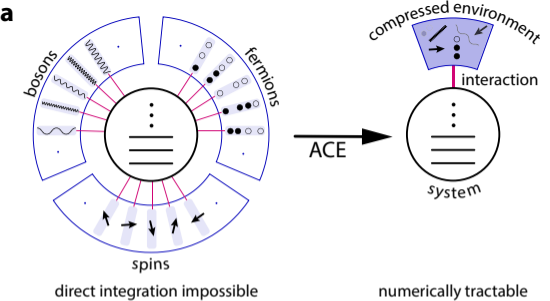 a
bosons
fermions
spins
direct integration impossible
ACE
compressed environment
interaction
system
numerically tractable